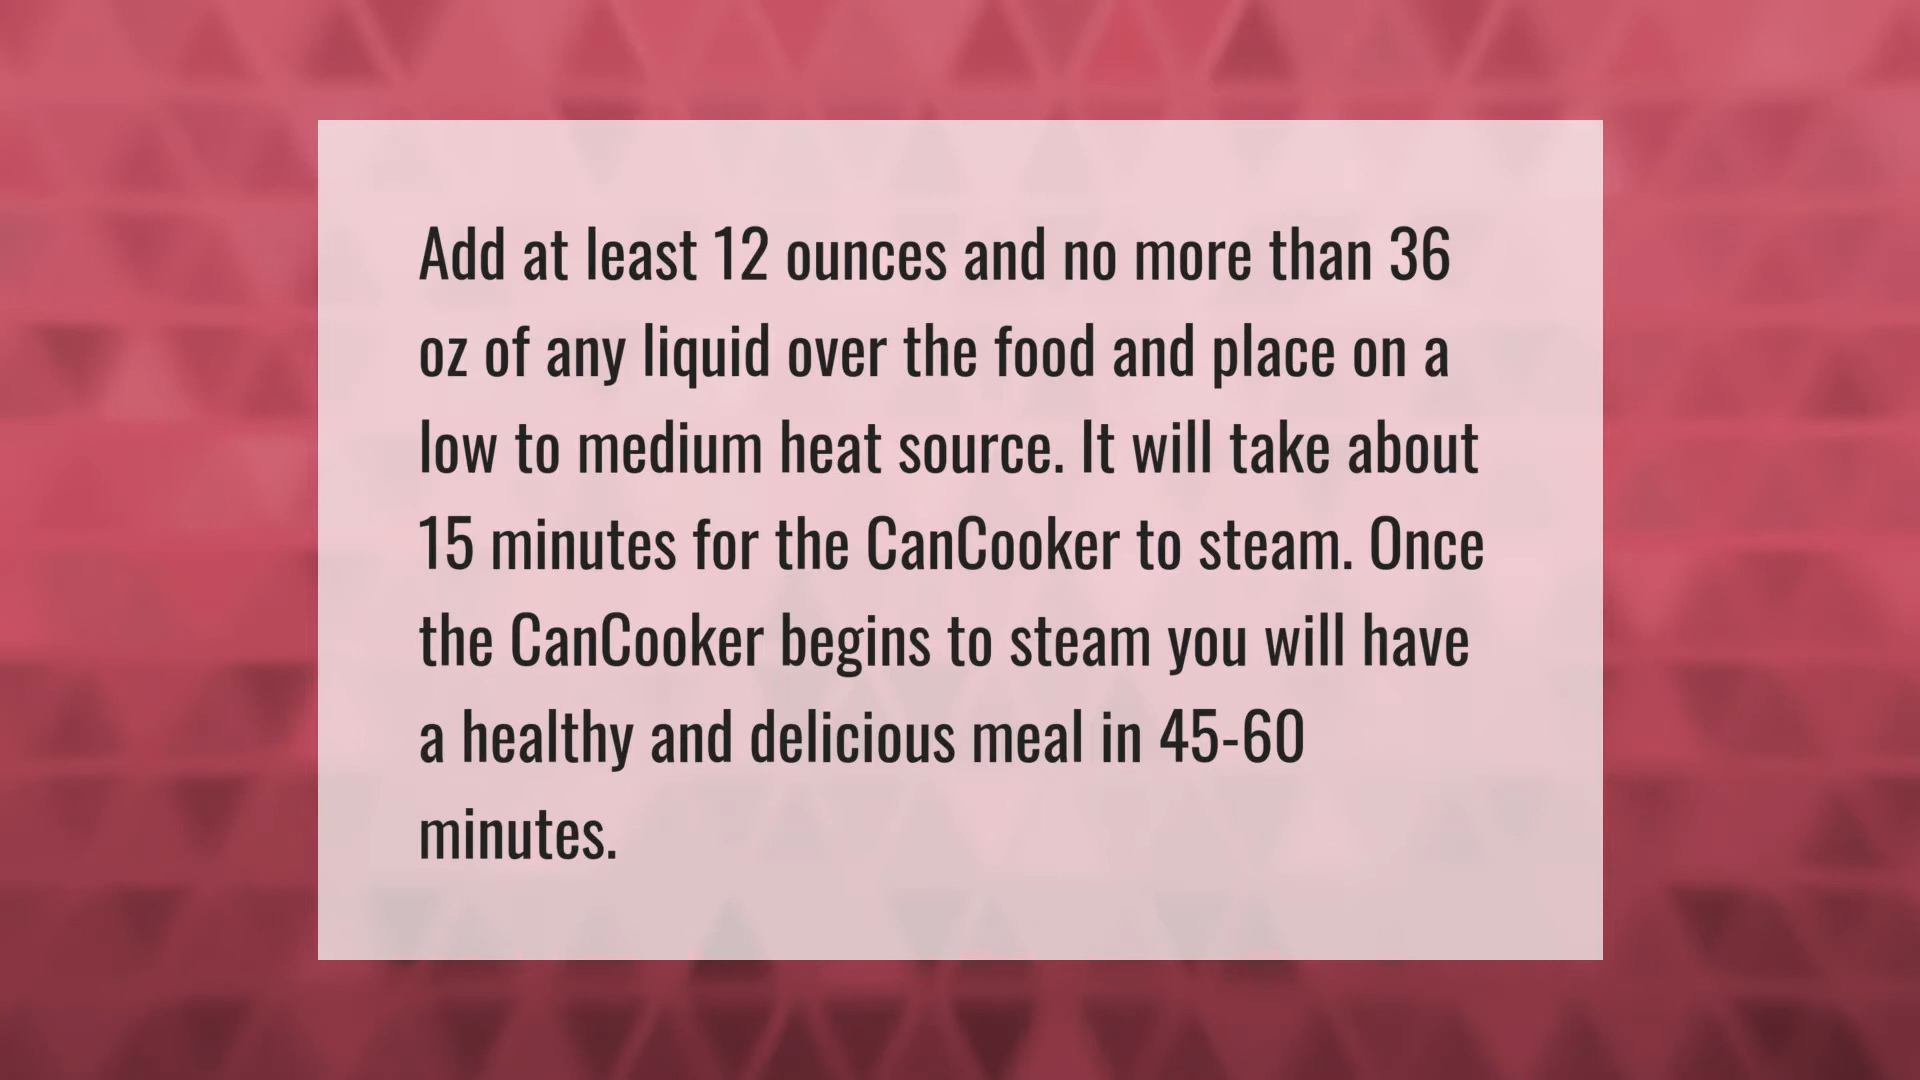 Add at least 12 ounces and no more than 36
oz of any liquid over the food and place on a
low to medium heat source. It will take about
15 minutes for the CanCooker to steam. Once
the CanCooker begins to steam you will have
a healthy and delicious meal in 45-60
minutes.